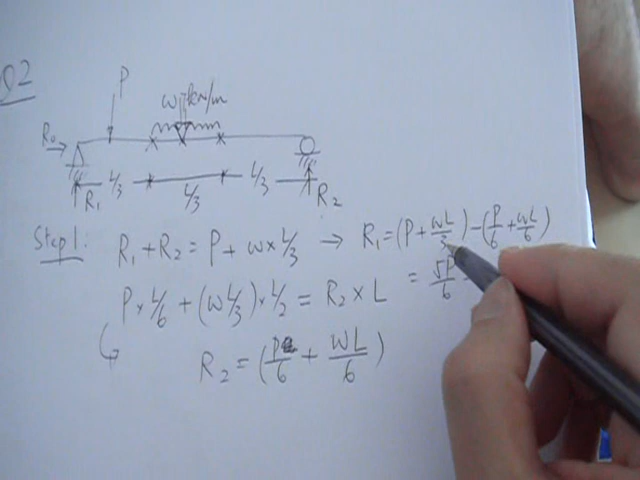 Q2
P
w kN/m
R₀
L/3 L/3 L/3
R₁ R₂
Step 1:
R₁ + R₂ = P + w × L/3 → R₁ = (P + wL/3) - (P/6 + wL/6)
P × L/6 + (w L/3) × L/2 = R₂ × L = 5P/6
R₂ = (P/6 + wL/6)